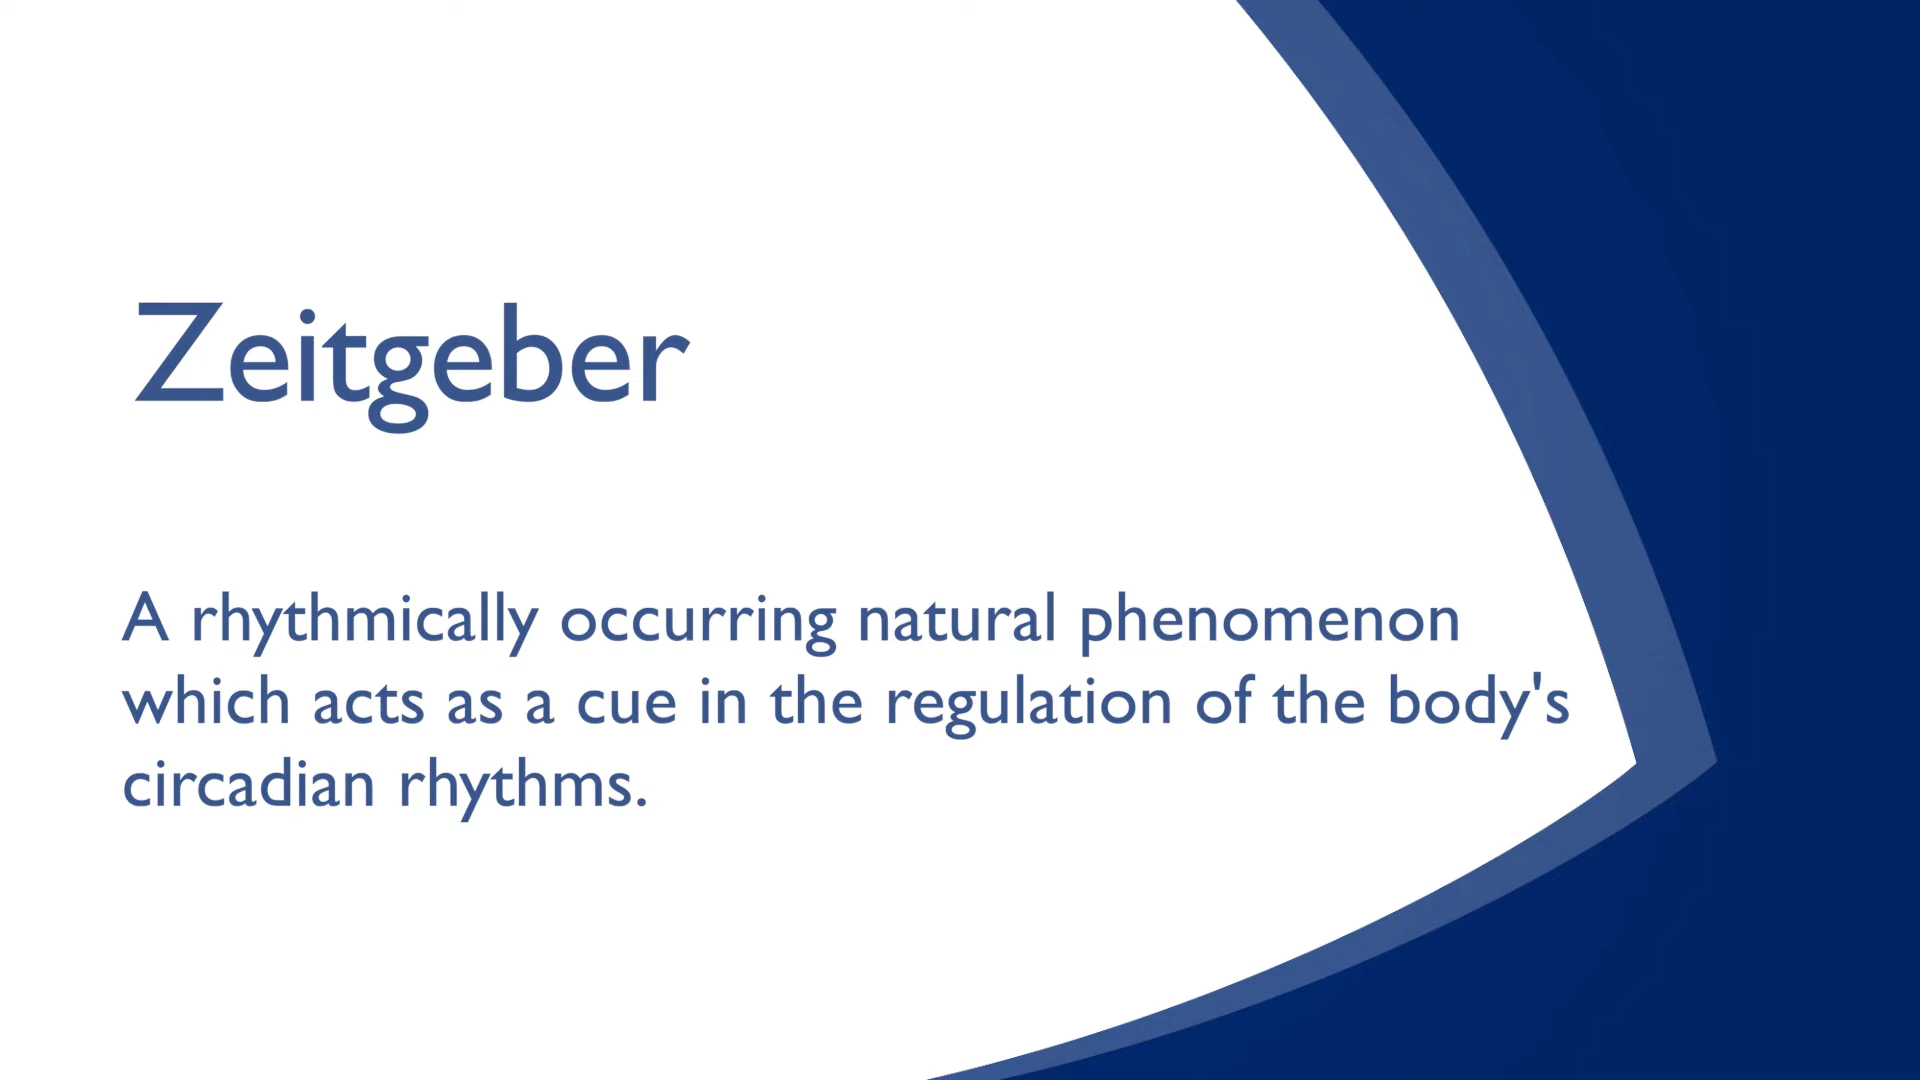 Zeitgeber
A rhythmically occurring natural phenomenon
which acts as a cue in the regulation of the body's
circadian rhythms.